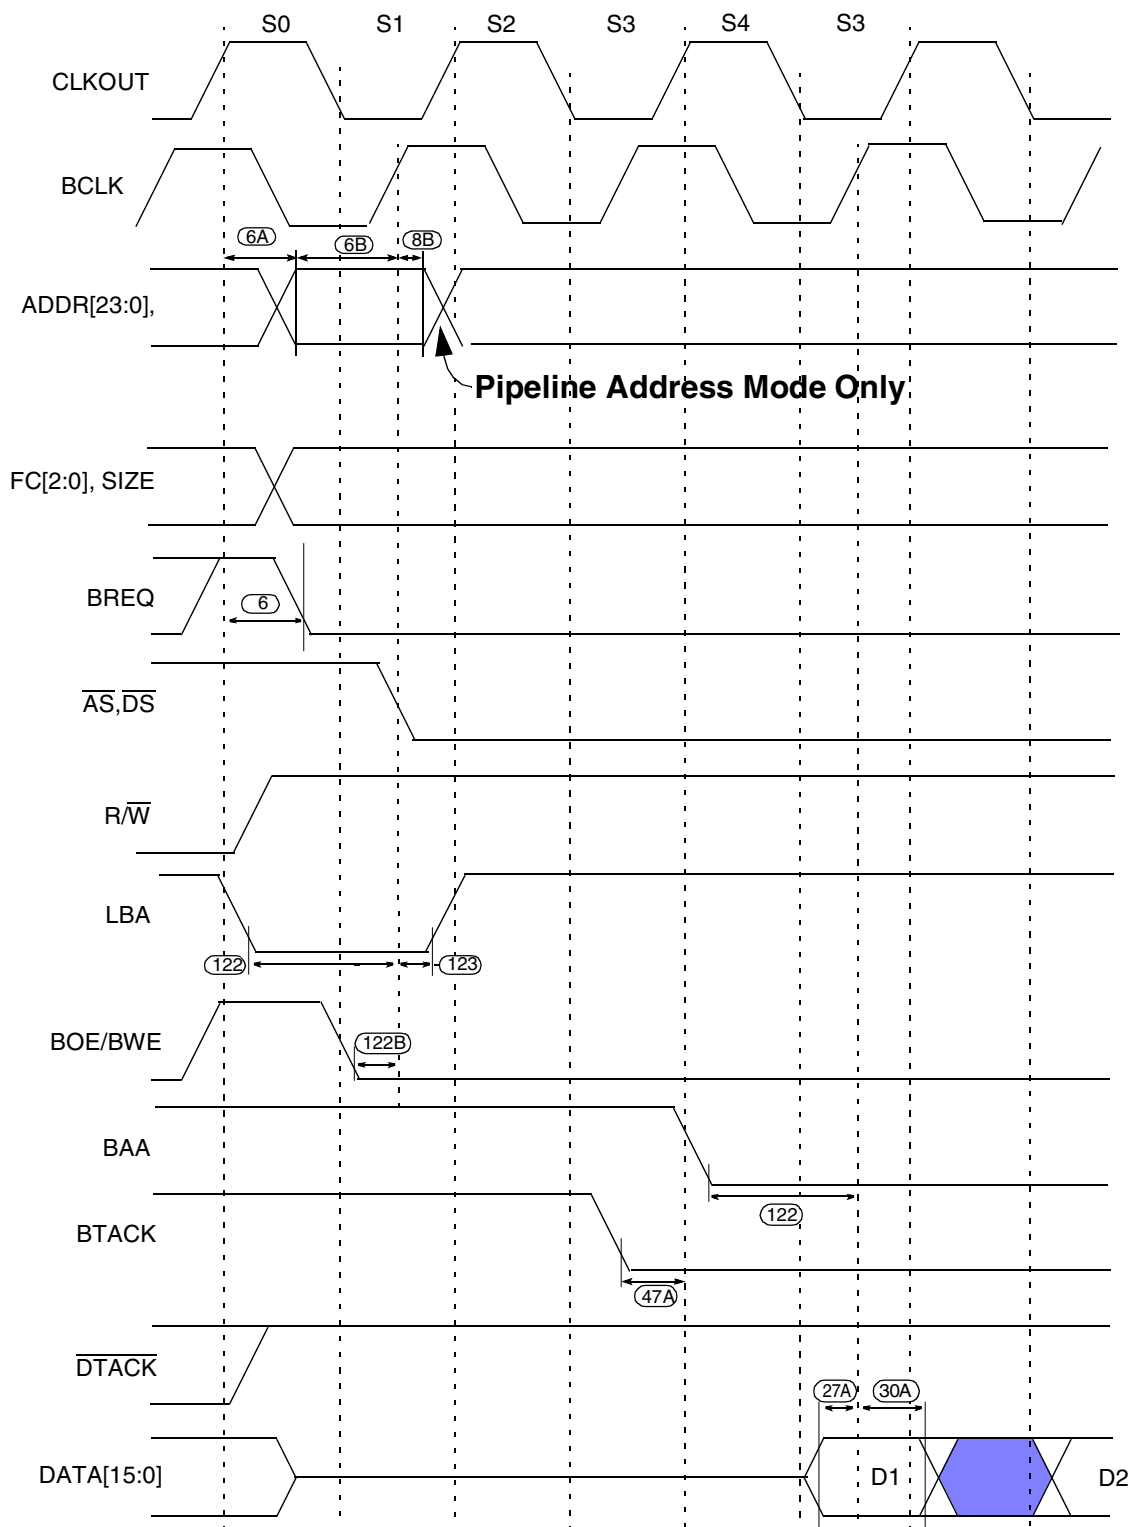 S0 S1 S2 S3 S4 S3
CLKOUT
BCLK
6A 6B 8B
ADDR[23:0],
Pipeline Address Mode Only
FC[2:0], SIZE
BREQ
6
AS,DS
R/W
LBA
122 123
BOE/BWE
122B
BAA
122
BTACK
47A
DTACK
27A 30A
DATA[15:0]
D1 D2